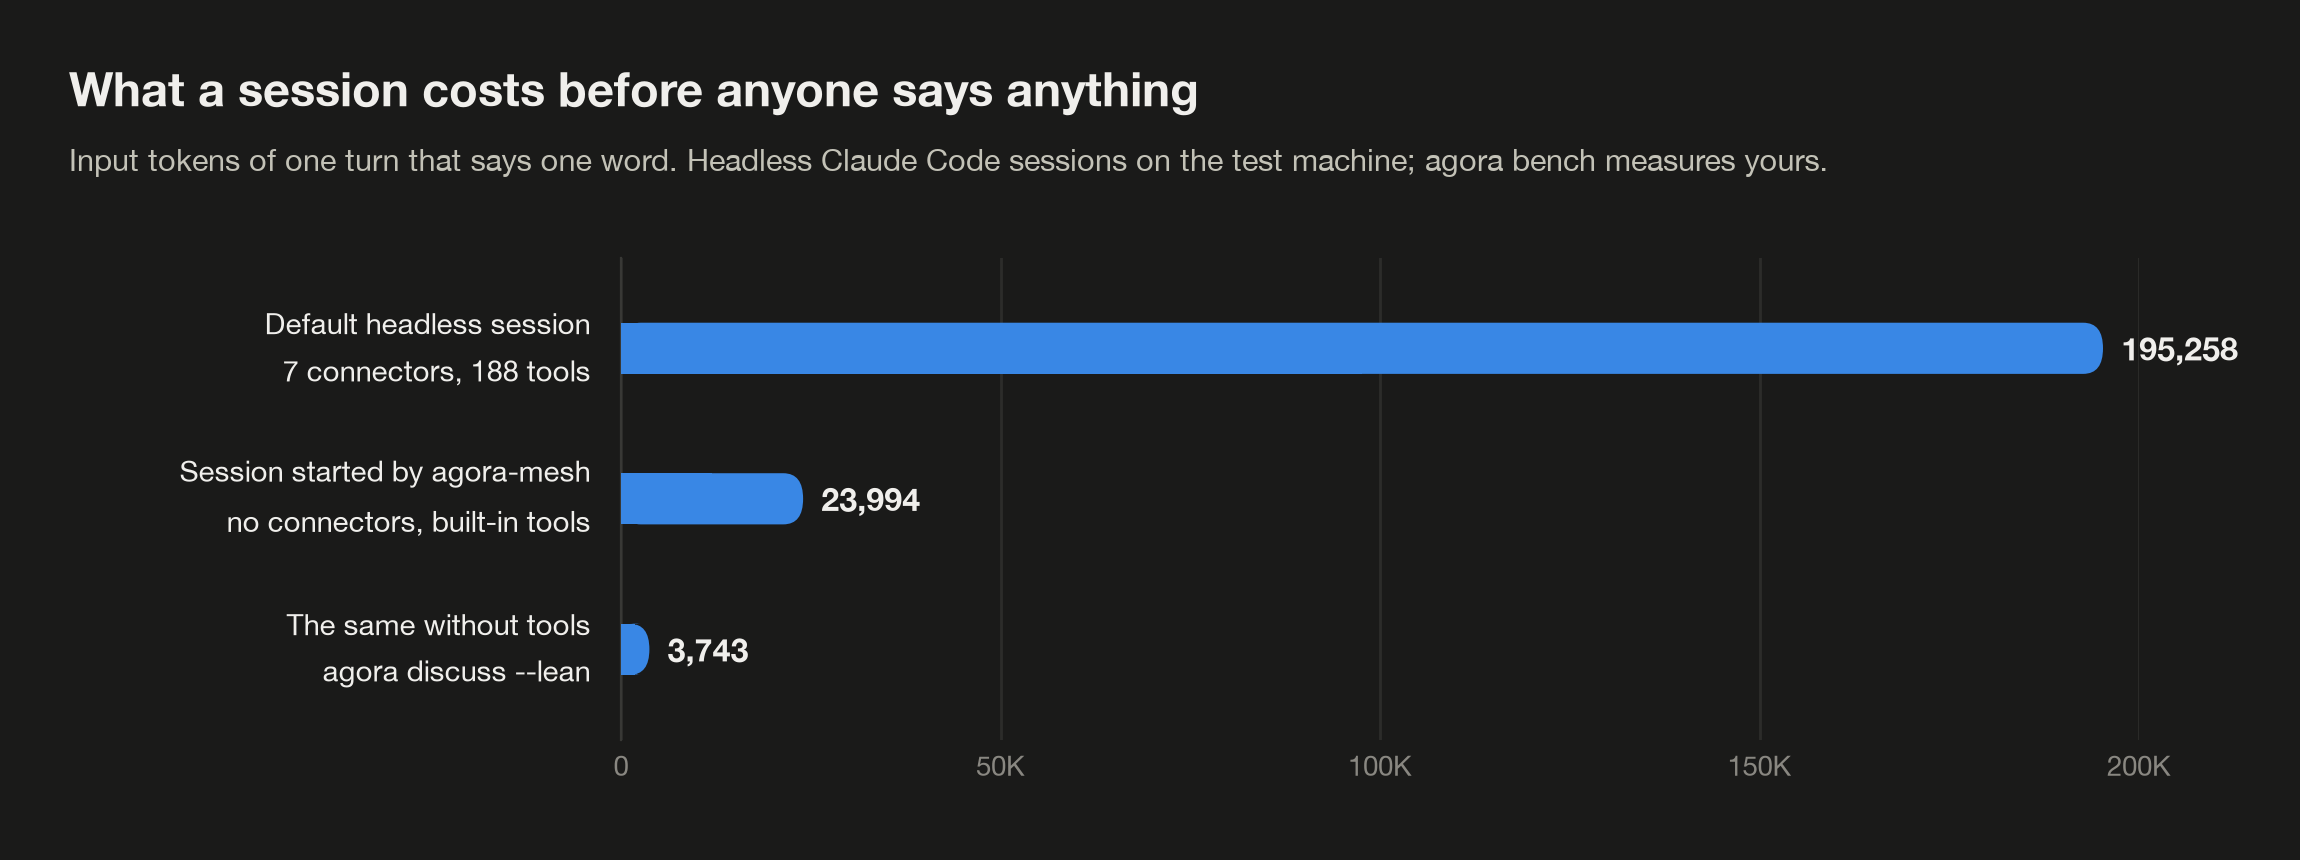 What a session costs before anyone says anything
Input tokens of one turn that says one word. Headless Claude Code sessions on the test machine; agora bench measures yours.
Default headless session
7 connectors, 188 tools
195,258
Session started by agora-mesh
no connectors, built-in tools
23,994
The same without tools
agora discuss --lean
3,743
0 50K 100K 150K 200K